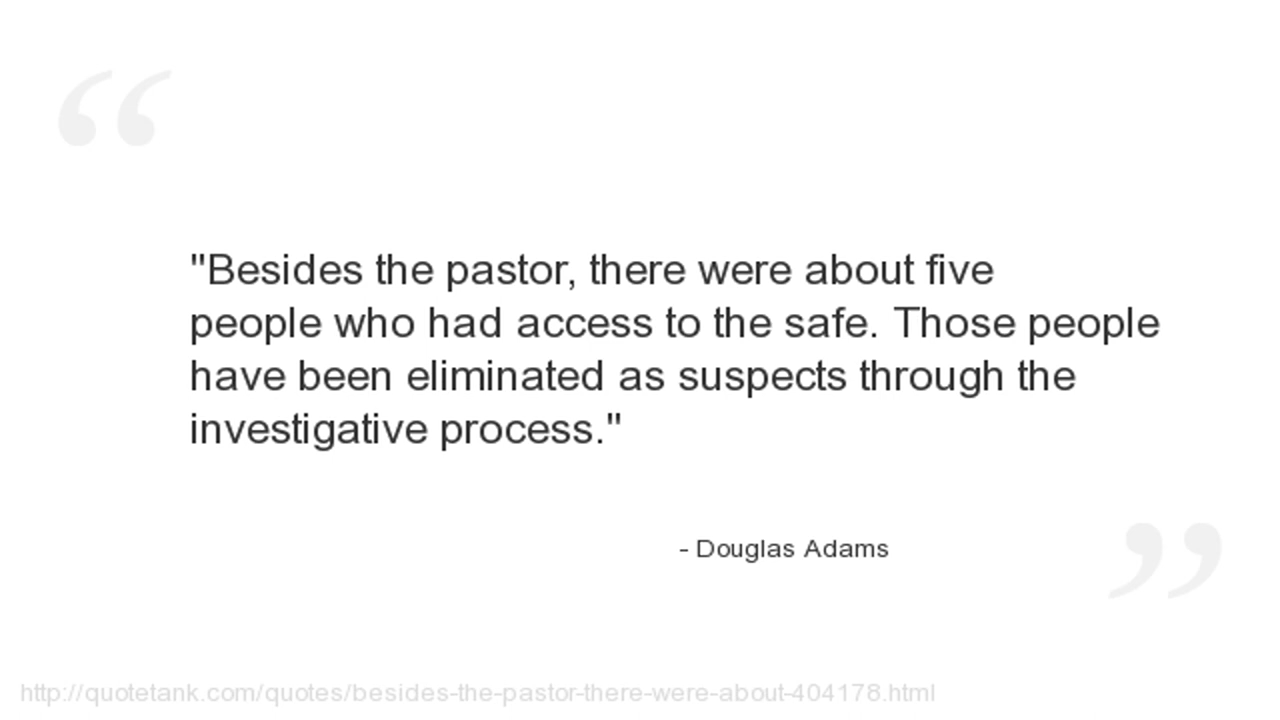 "Besides the pastor, there were about five
people who had access to the safe. Those people
have been eliminated as suspects through the
investigative process."
- Douglas Adams
http://quotetank.com/quotes/besides-the-pastor-there-were-about-404178.html